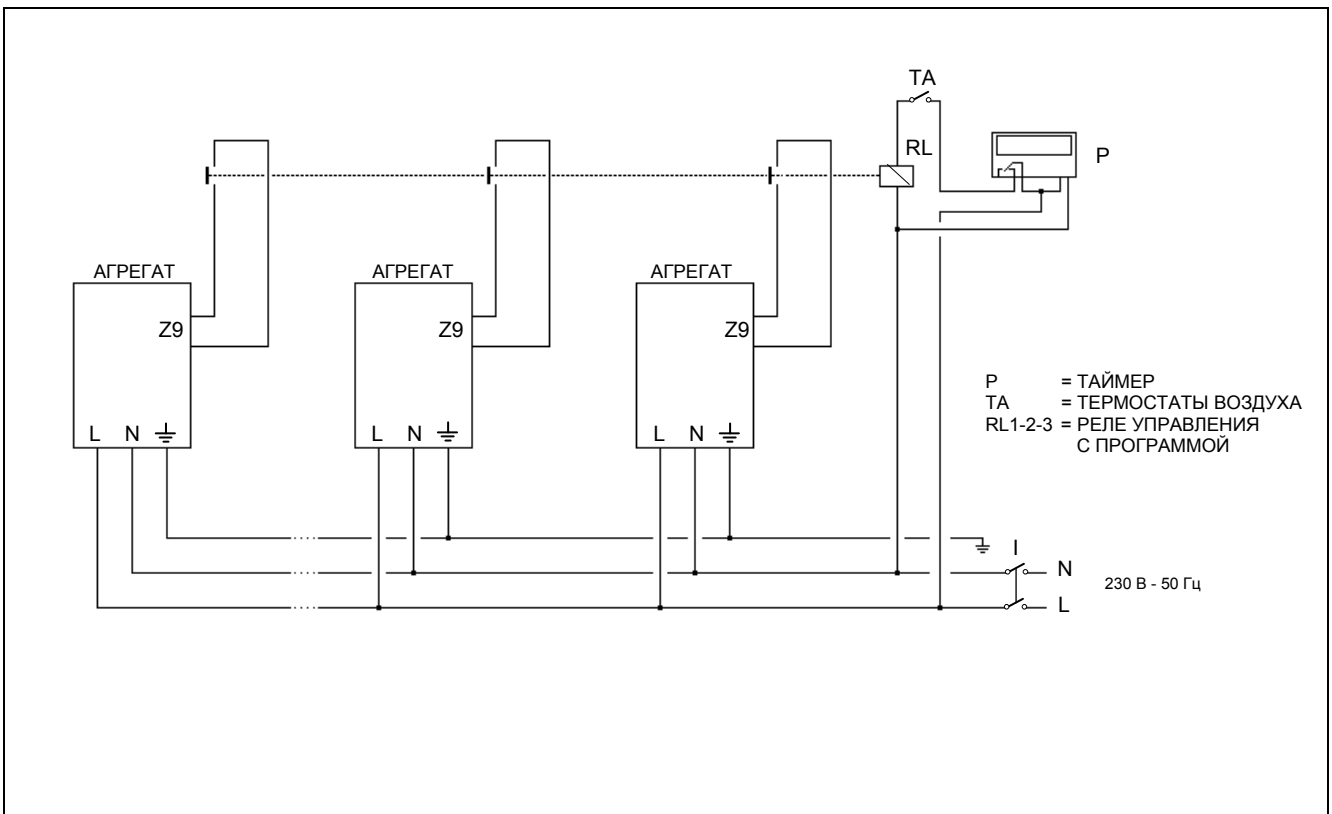 TA
RL
P
АГРЕГАТ
АГРЕГАТ
АГРЕГАТ
Z9
Z9
Z9
P = ТАЙМЕР
TA = ТЕРМОСТАТЫ ВОЗДУХА
RL1-2-3 = РЕЛЕ УПРАВЛЕНИЯ
С ПРОГРАММОЙ
L N
L N
L N
I
N
230 В - 50 Гц
L